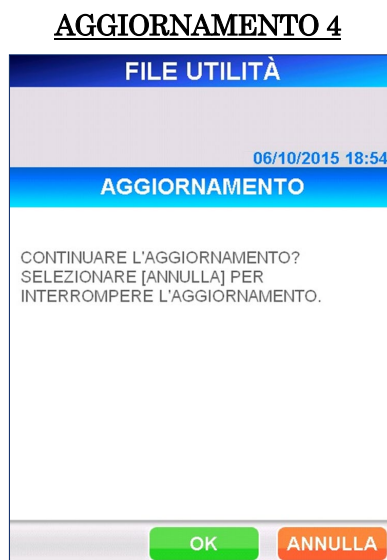 AGGIORNAMENTO 4
FILE UTILITÀ
06/10/2015 18:54
AGGIORNAMENTO
CONTINUARE L'AGGIORNAMENTO?
SELEZIONARE [ANNULLA] PER
INTERROMPERE L'AGGIORNAMENTO.
OK
ANNULLA